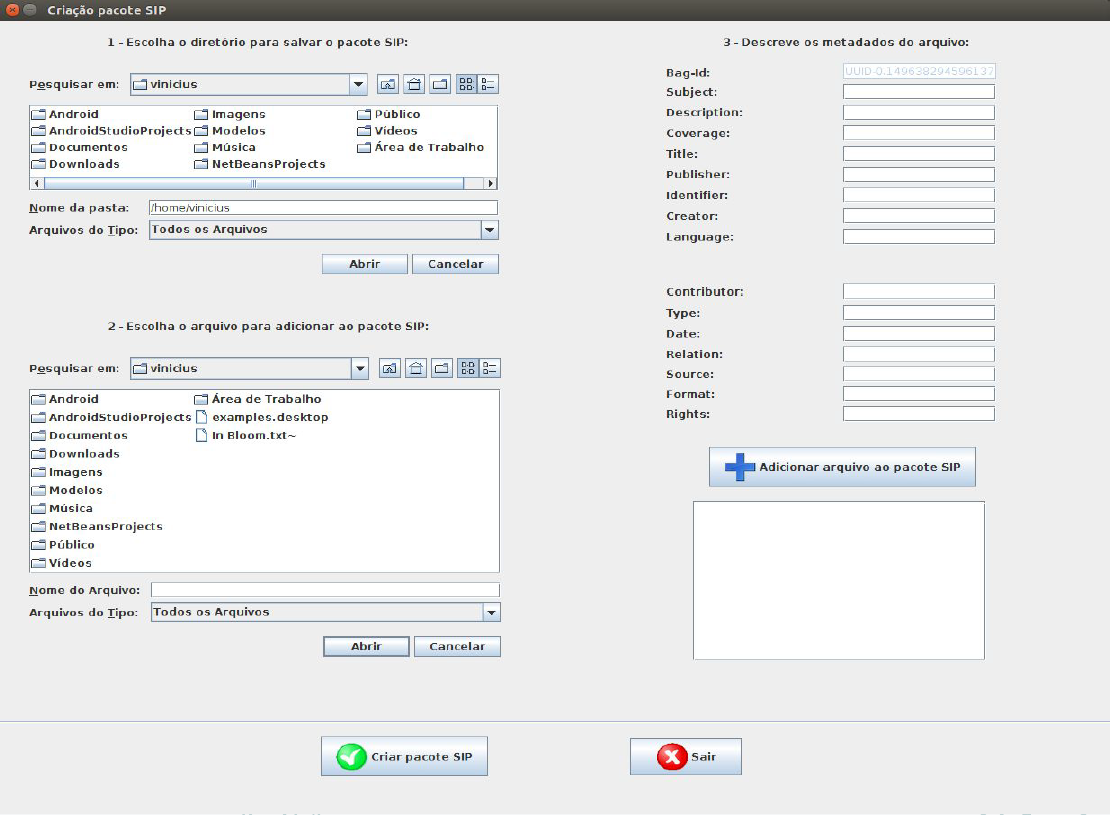 Criação pacote SIP
1 - Escolha o diretório para salvar o pacote SIP:
Pesquisar em: vinicius
Android
AndroidStudioProjects
Documentos
Downloads
Imagens
Modelos
Música
NetBeansProjects
Público
Vídeos
Área de Trabalho
Nome da pasta: /home/vinicius
Arquivos do Tipo: Todos os Arquivos
Abrir Cancelar
2 - Escolha o arquivo para adicionar ao pacote SIP:
Pesquisar em: vinicius
Android
AndroidStudioProjects
Documentos
Downloads
Imagens
Modelos
Música
NetBeansProjects
Público
Vídeos
Área de Trabalho
examples.desktop
In Bloom.txt~
Nome do Arquivo:
Arquivos do Tipo: Todos os Arquivos
Abrir Cancelar
3 - Descreve os metadados do arquivo:
Bag-Id: UUID-0.149638294596137
Subject:
Description:
Coverage:
Title:
Publisher:
Identifier:
Creator:
Language:
Contributor:
Type:
Date:
Relation:
Source:
Format:
Rights:
Adicionar arquivo ao pacote SIP
Criar pacote SIP
Sair